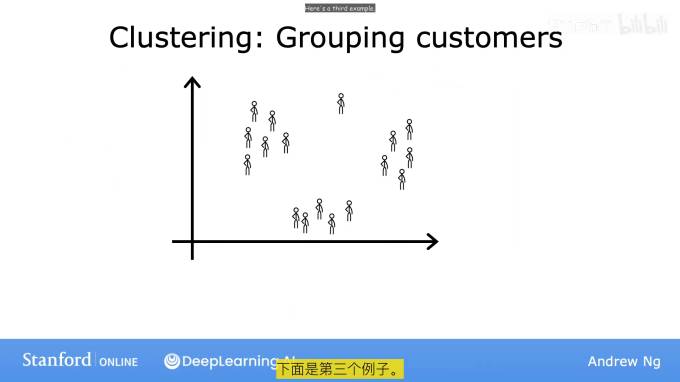 Here's a third example.
bilibili
Clustering: Grouping customers
Stanford ONLINE
DeepLearning.AI
Andrew Ng
下面是第三个例子。